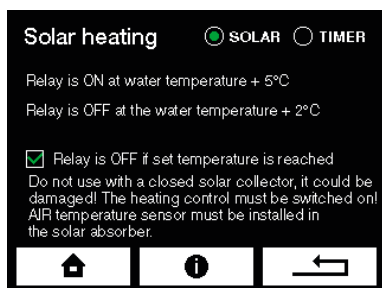 Solar heating SOLAR TIMER
Relay is ON at water temperature + 5°C
Relay is OFF at the water temperature + 2°C
Relay is OFF if set temperature is reached
Do not use with a closed solar collector, it could be
damaged! The heating control must be switched on!
AIR temperature sensor must be installed in
the solar absorber.